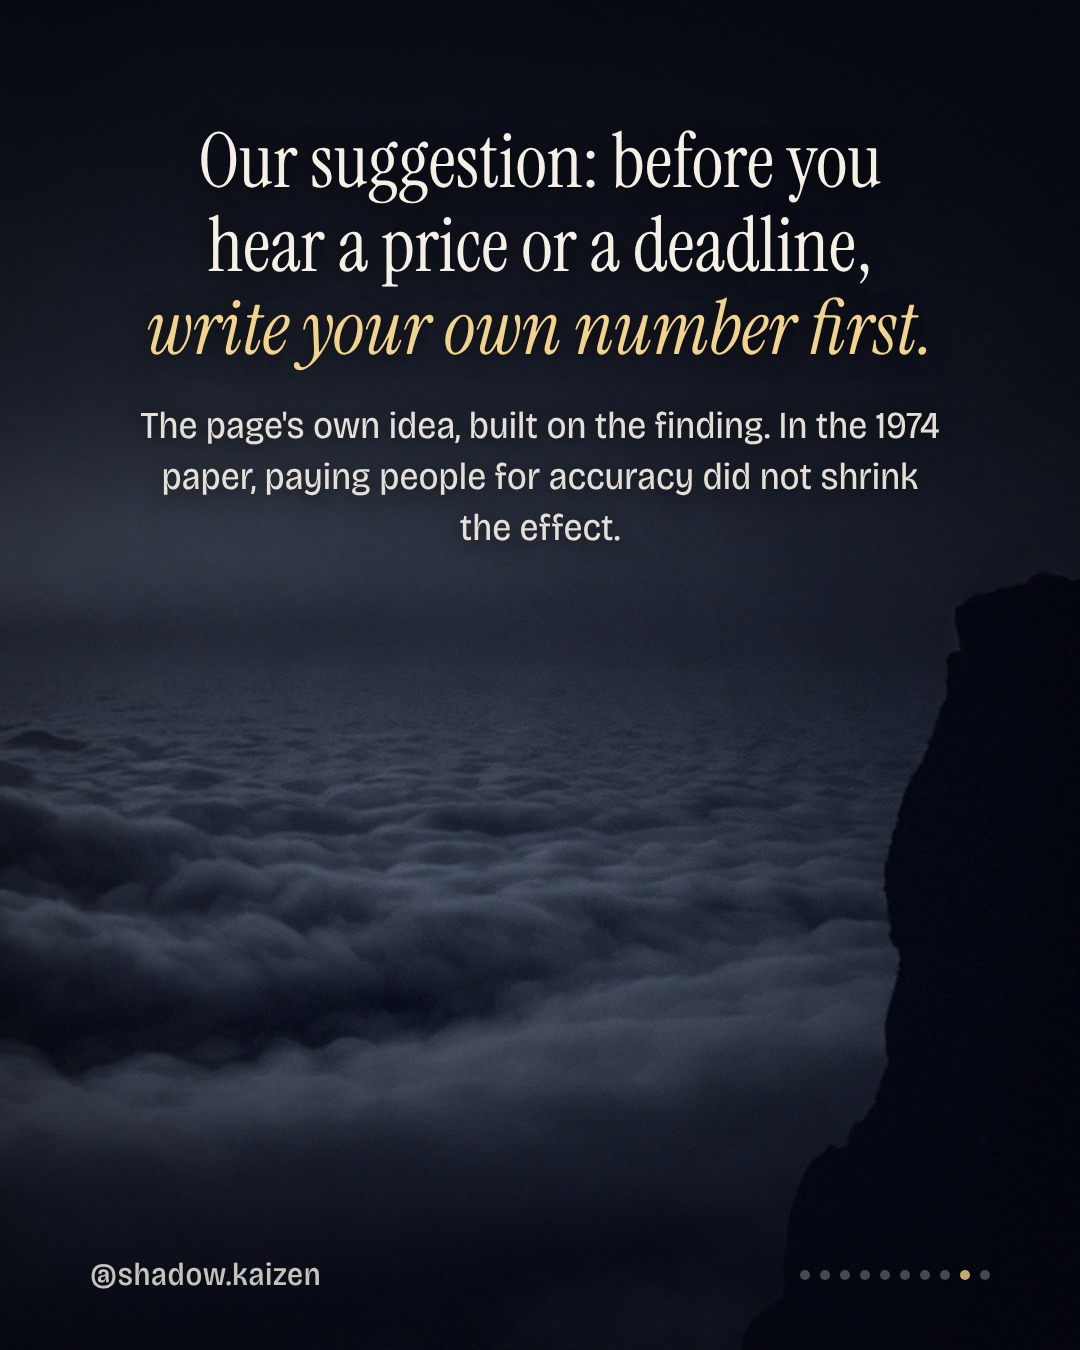 Our suggestion: before you
hear a price or a deadline,
write your own number first.
The page's own idea, built on the finding. In the 1974
paper, paying people for accuracy did not shrink
the effect.
@shadow.kaizen